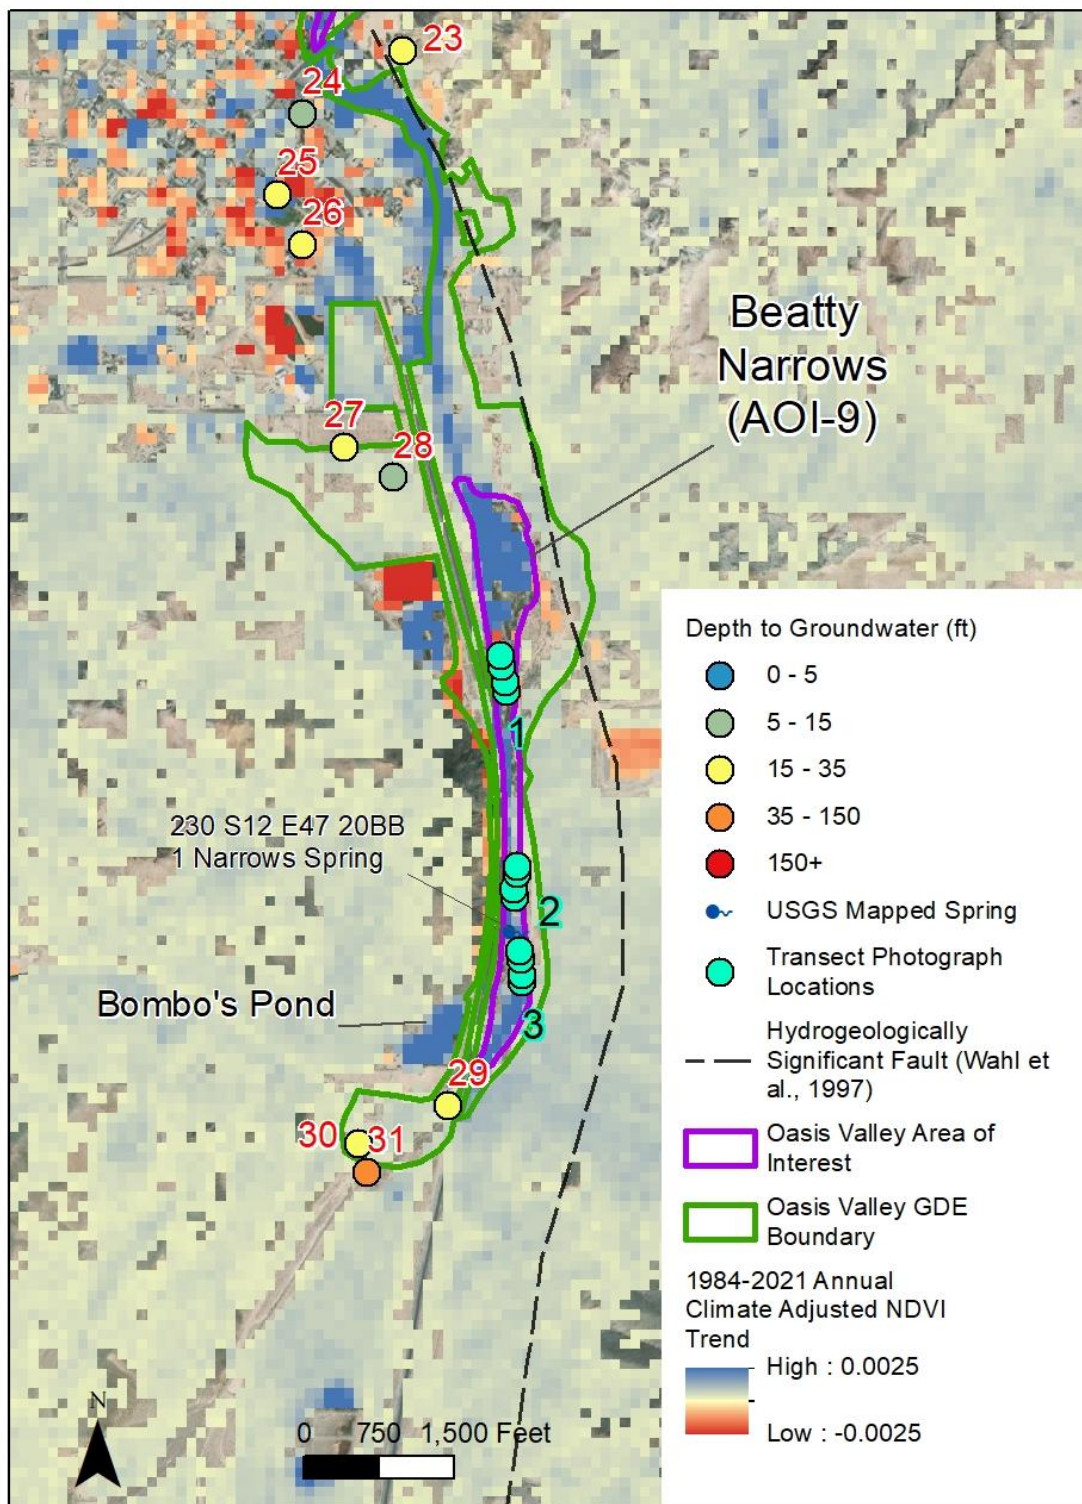 23
24
25
26
Beatty
Narrows
(AOI-9)
27
28
1
230 S12 E47 20BB
1 Narrows Spring
2
Bombo's Pond
3
29
30
31
N
0 750 1,500 Feet
Depth to Groundwater (ft)
0 - 5
5 - 15
15 - 35
35 - 150
150+
USGS Mapped Spring
Transect Photograph
Locations
Hydrogeologically
Significant Fault (Wahl et
al., 1997)
Oasis Valley Area of
Interest
Oasis Valley GDE
Boundary
1984-2021 Annual
Climate Adjusted NDVI
Trend
High : 0.0025
Low : -0.0025